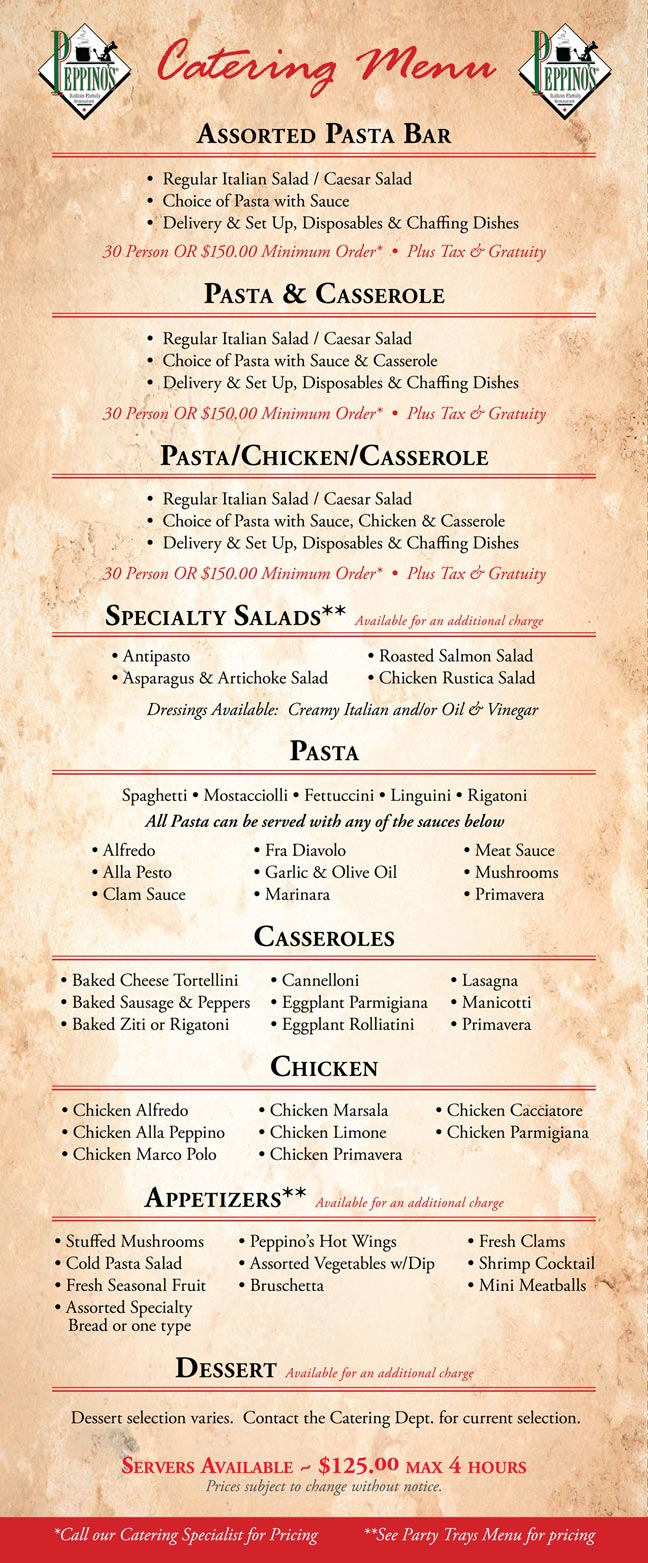 PEPPINO'S
Italian Family
Restaurant
Catering Menu
PEPPINO'S
Italian Family
Restaurant
ASSORTED PASTA BAR
• Regular Italian Salad / Caesar Salad
• Choice of Pasta with Sauce
• Delivery & Set Up, Disposables & Chaffing Dishes
30 Person OR $150.00 Minimum Order* • Plus Tax & Gratuity
PASTA & CASSEROLE
• Regular Italian Salad / Caesar Salad
• Choice of Pasta with Sauce & Casserole
• Delivery & Set Up, Disposables & Chaffing Dishes
30 Person OR $150.00 Minimum Order* • Plus Tax & Gratuity
PASTA/CHICKEN/CASSEROLE
• Regular Italian Salad / Caesar Salad
• Choice of Pasta with Sauce, Chicken & Casserole
• Delivery & Set Up, Disposables & Chaffing Dishes
30 Person OR $150.00 Minimum Order* • Plus Tax & Gratuity
SPECIALTY SALADS** Available for an additional charge
• Antipasto • Roasted Salmon Salad
• Asparagus & Artichoke Salad • Chicken Rustica Salad
Dressings Available: Creamy Italian and/or Oil & Vinegar
PASTA
Spaghetti • Mostacciolli • Fettuccini • Linguini • Rigatoni
All Pasta can be served with any of the sauces below
• Alfredo • Fra Diavolo • Meat Sauce
• Alla Pesto • Garlic & Olive Oil • Mushrooms
• Clam Sauce • Marinara • Primavera
CASSEROLES
• Baked Cheese Tortellini • Cannelloni • Lasagna
• Baked Sausage & Peppers • Eggplant Parmigiana • Manicotti
• Baked Ziti or Rigatoni • Eggplant Rolliatini • Primavera
CHICKEN
• Chicken Alfredo • Chicken Marsala • Chicken Cacciatore
• Chicken Alla Peppino • Chicken Limone • Chicken Parmigiana
• Chicken Marco Polo • Chicken Primavera
APPETIZERS** Available for an additional charge
• Stuffed Mushrooms • Peppino's Hot Wings • Fresh Clams
• Cold Pasta Salad • Assorted Vegetables w/Dip • Shrimp Cocktail
• Fresh Seasonal Fruit • Bruschetta • Mini Meatballs
• Assorted Specialty
Bread or one type
DESSERT Available for an additional charge
Dessert selection varies. Contact the Catering Dept. for current selection.
SERVERS AVAILABLE ~ $125.00 MAX 4 HOURS
Prices subject to change without notice.
*Call our Catering Specialist for Pricing **See Party Trays Menu for pricing